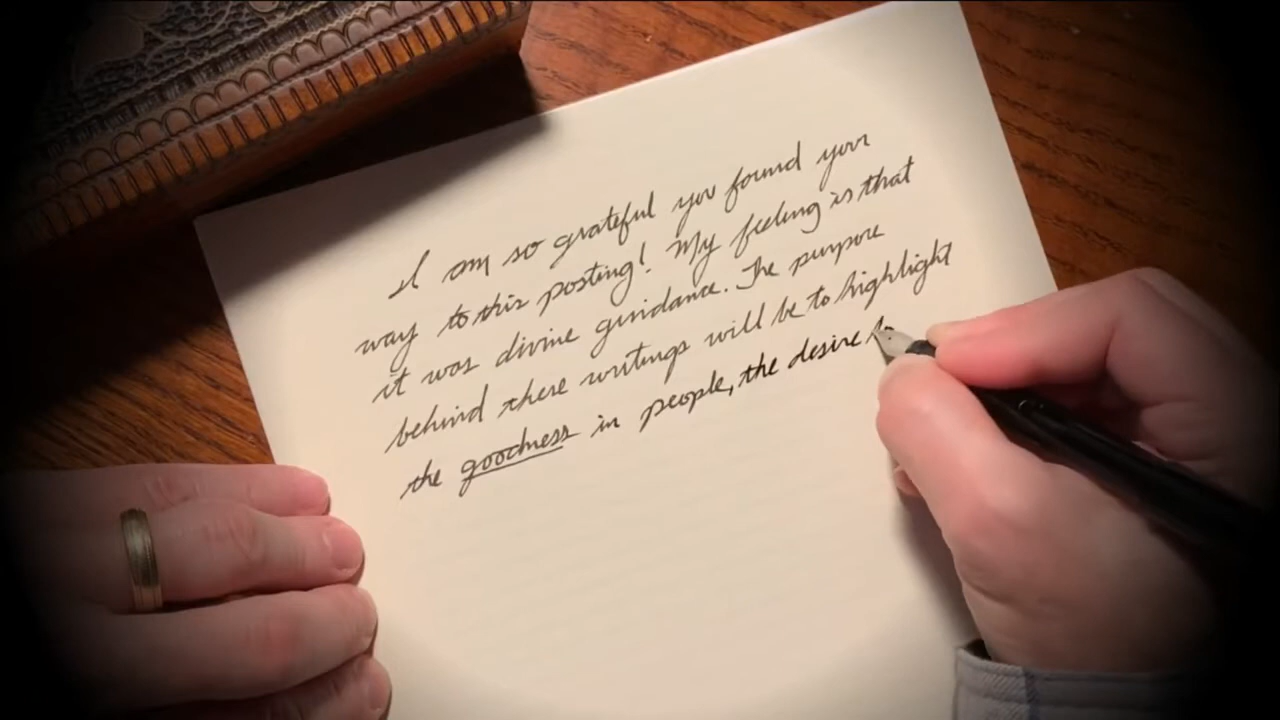 I am so grateful you found your
way to this posting! My feeling is that
it was divine guidance. The purpose
behind these writings will be to highlight
the goodness in people, the desire